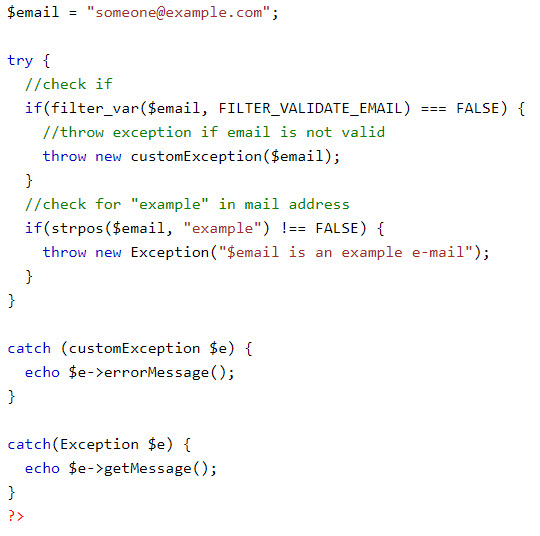 $email = "someone@example.com";

try {
  //check if
  if(filter_var($email, FILTER_VALIDATE_EMAIL) === FALSE) {
    //throw exception if email is not valid
    throw new customException($email);
  }
  //check for "example" in mail address
  if(strpos($email, "example") !== FALSE) {
    throw new Exception("$email is an example e-mail");
  }
}

catch (customException $e) {
  echo $e->errorMessage();
}

catch(Exception $e) {
  echo $e->getMessage();
}
?>